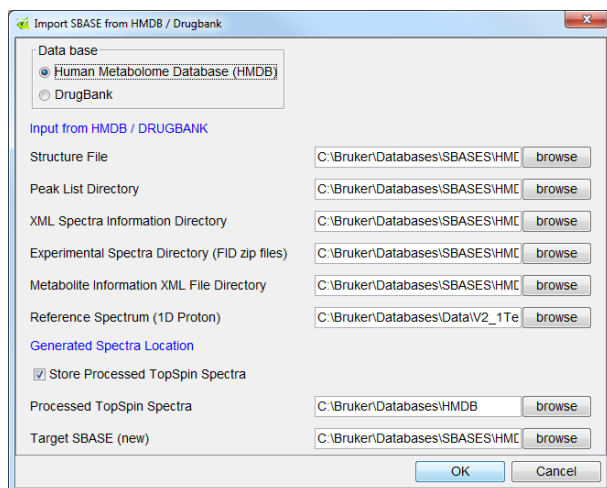 Import SBASE from HMDB / Drugbank
Data base
Human Metabolome Database (HMDB)
DrugBank
Input from HMDB / DRUGBANK
Structure File C:\Bruker\Databases\SBASES\HMD browse
Peak List Directory C:\Bruker\Databases\SBASES\HMD browse
XML Spectra Information Directory C:\Bruker\Databases\SBASES\HMD browse
Experimental Spectra Directory (FID zip files) C:\Bruker\Databases\SBASES\HMD browse
Metabolite Information XML File Directory C:\Bruker\Databases\SBASES\HMD browse
Reference Spectrum (1D Proton) C:\Bruker\Databases\Data\V2_1Te browse
Generated Spectra Location
Store Processed TopSpin Spectra
Processed TopSpin Spectra C:\Bruker\Databases\HMDB browse
Target SBASE (new) C:\Bruker\Databases\SBASES\HMD browse
OK Cancel